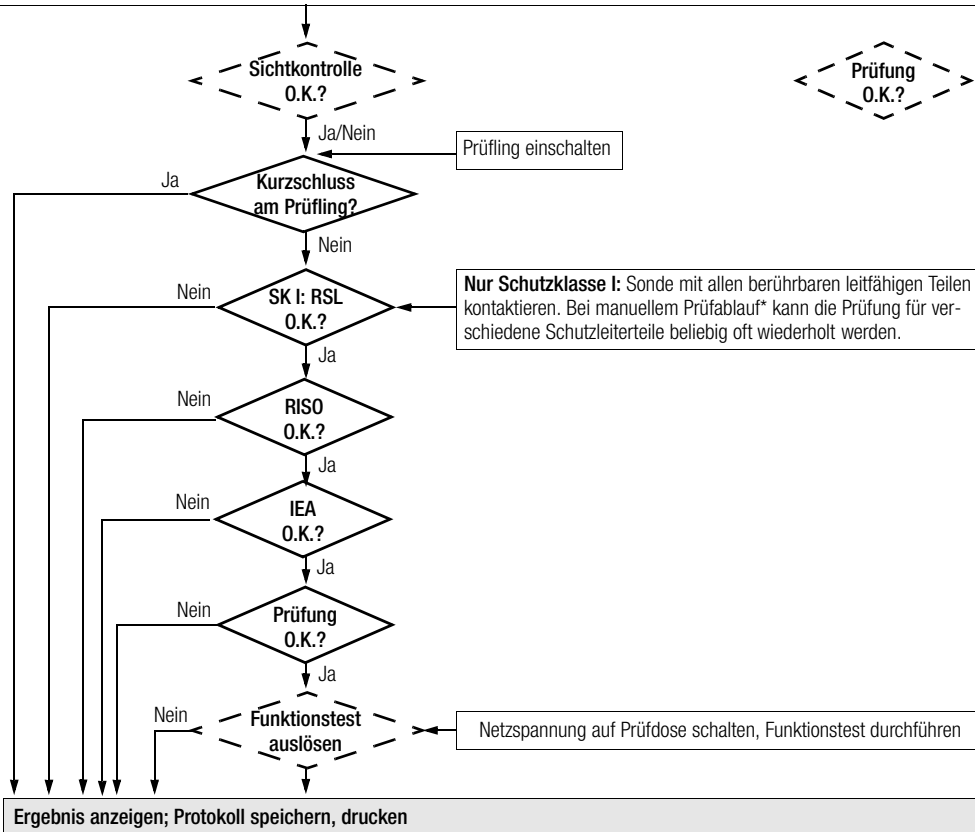 Sichtkontrolle
O.K.?
Prüfung
O.K.?
Ja/Nein
Prüfling einschalten
Ja
Kurzschluss
am Prüfling?
Nein
Nein
SK I: RSL
O.K.?
Nur Schutzklasse I: Sonde mit allen berührbaren leitfähigen Teilen
kontaktieren. Bei manuellem Prüfablauf* kann die Prüfung für ver-
schiedene Schutzleiterteile beliebig oft wiederholt werden.
Ja
Nein
RISO
O.K.?
Ja
Nein
IEA
O.K.?
Ja
Nein
Prüfung
O.K.?
Ja
Nein
Funktionstest
auslösen
Netzspannung auf Prüfdose schalten, Funktionstest durchführen
Ergebnis anzeigen; Protokoll speichern, drucken